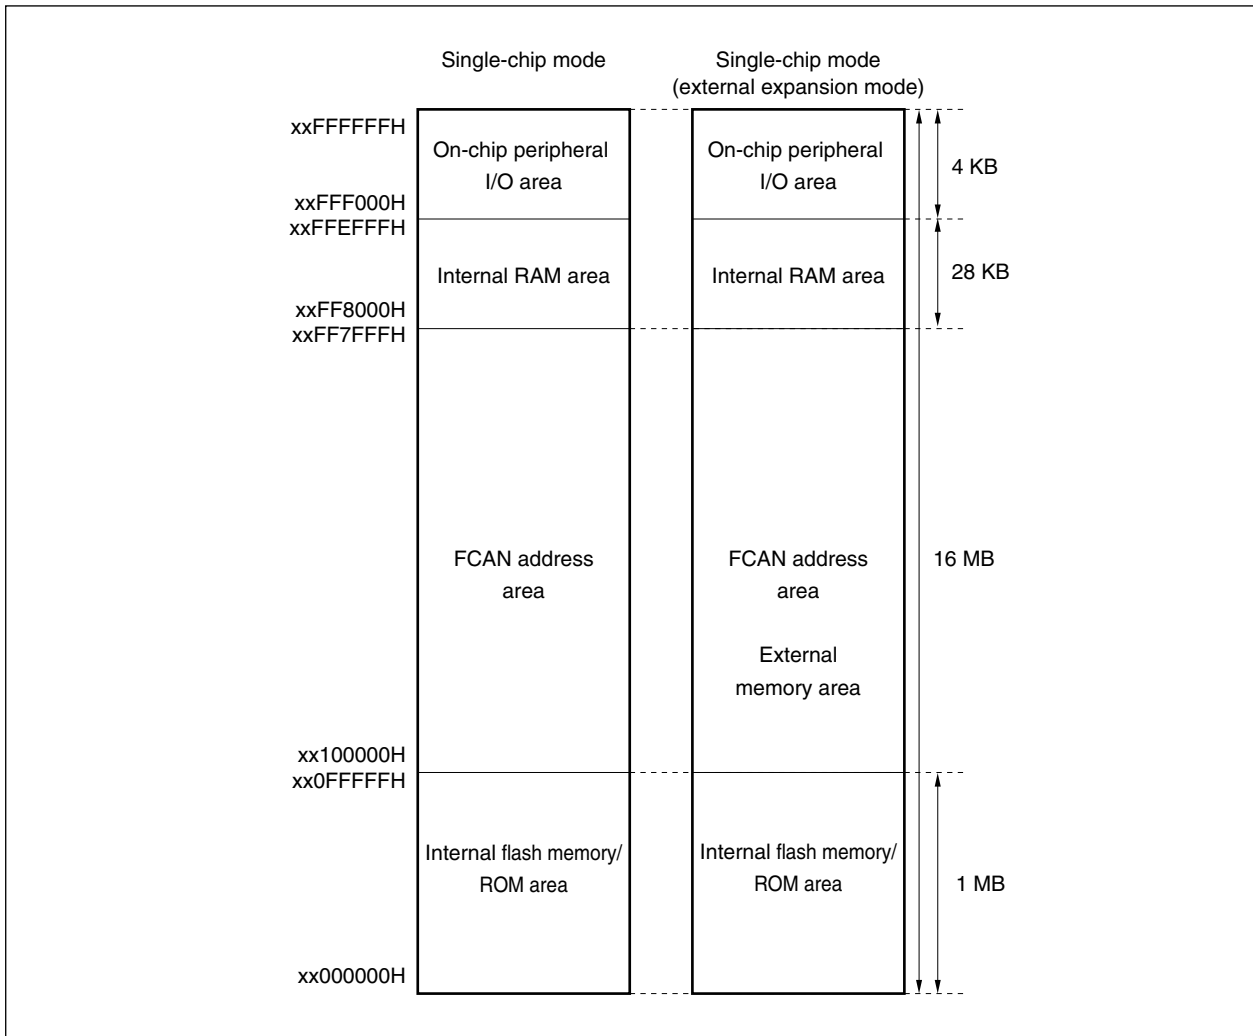 Single-chip mode
Single-chip mode
(external expansion mode)
xxFFFFFFH
On-chip peripheral
I/O area
On-chip peripheral
I/O area
4 KB
xxFFF000H
xxFFEFFFH
Internal RAM area
Internal RAM area
28 KB
xxFF8000H
xxFF7FFFH
FCAN address
area
FCAN address
area
16 MB
External
memory area
xx100000H
xx0FFFFFH
Internal flash memory/
ROM area
Internal flash memory/
ROM area
1 MB
xx000000H